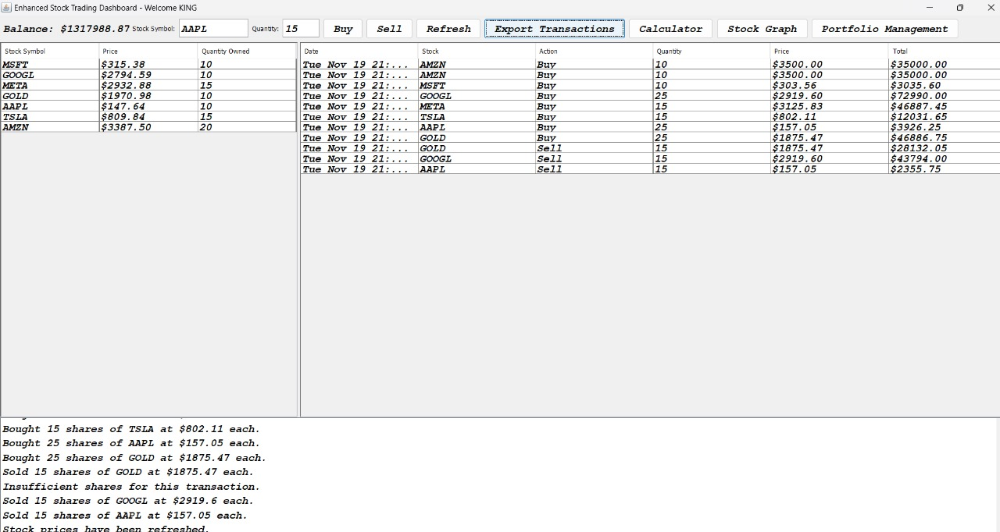 Enhanced Stock Trading Dashboard - Welcome KING
Balance: $1317988.87 Stock Symbol: AAPL Quantity: 15 Buy Sell Refresh Export Transactions Calculator Stock Graph Portfolio Management
Stock Symbol Price Quantity Owned
MSFT $315.38 10
GOOGL $2794.59 10
META $2932.88 15
GOLD $1970.98 10
AAPL $147.64 10
TSLA $809.84 15
AMZN $3387.50 20
Date Stock Action Quantity Price Total
Tue Nov 19 21:... AMZN Buy 10 $3500.00 $35000.00
Tue Nov 19 21:... AMZN Buy 10 $3500.00 $35000.00
Tue Nov 19 21:... MSFT Buy 10 $303.56 $3035.60
Tue Nov 19 21:... GOOGL Buy 25 $2919.60 $72990.00
Tue Nov 19 21:... META Buy 15 $3125.83 $46887.45
Tue Nov 19 21:... TSLA Buy 15 $802.11 $12031.65
Tue Nov 19 21:... AAPL Buy 25 $157.05 $3926.25
Tue Nov 19 21:... GOLD Buy 25 $1875.47 $46886.75
Tue Nov 19 21:... GOLD Sell 15 $1875.47 $28132.05
Tue Nov 19 21:... GOOGL Sell 15 $2919.60 $43794.00
Tue Nov 19 21:... AAPL Sell 15 $157.05 $2355.75
Bought 15 shares of TSLA at $802.11 each.
Bought 25 shares of AAPL at $157.05 each.
Bought 25 shares of GOLD at $1875.47 each.
Sold 15 shares of GOLD at $1875.47 each.
Insufficient shares for this transaction.
Sold 15 shares of GOOGL at $2919.6 each.
Sold 15 shares of AAPL at $157.05 each.
Stock prices have been refreshed.